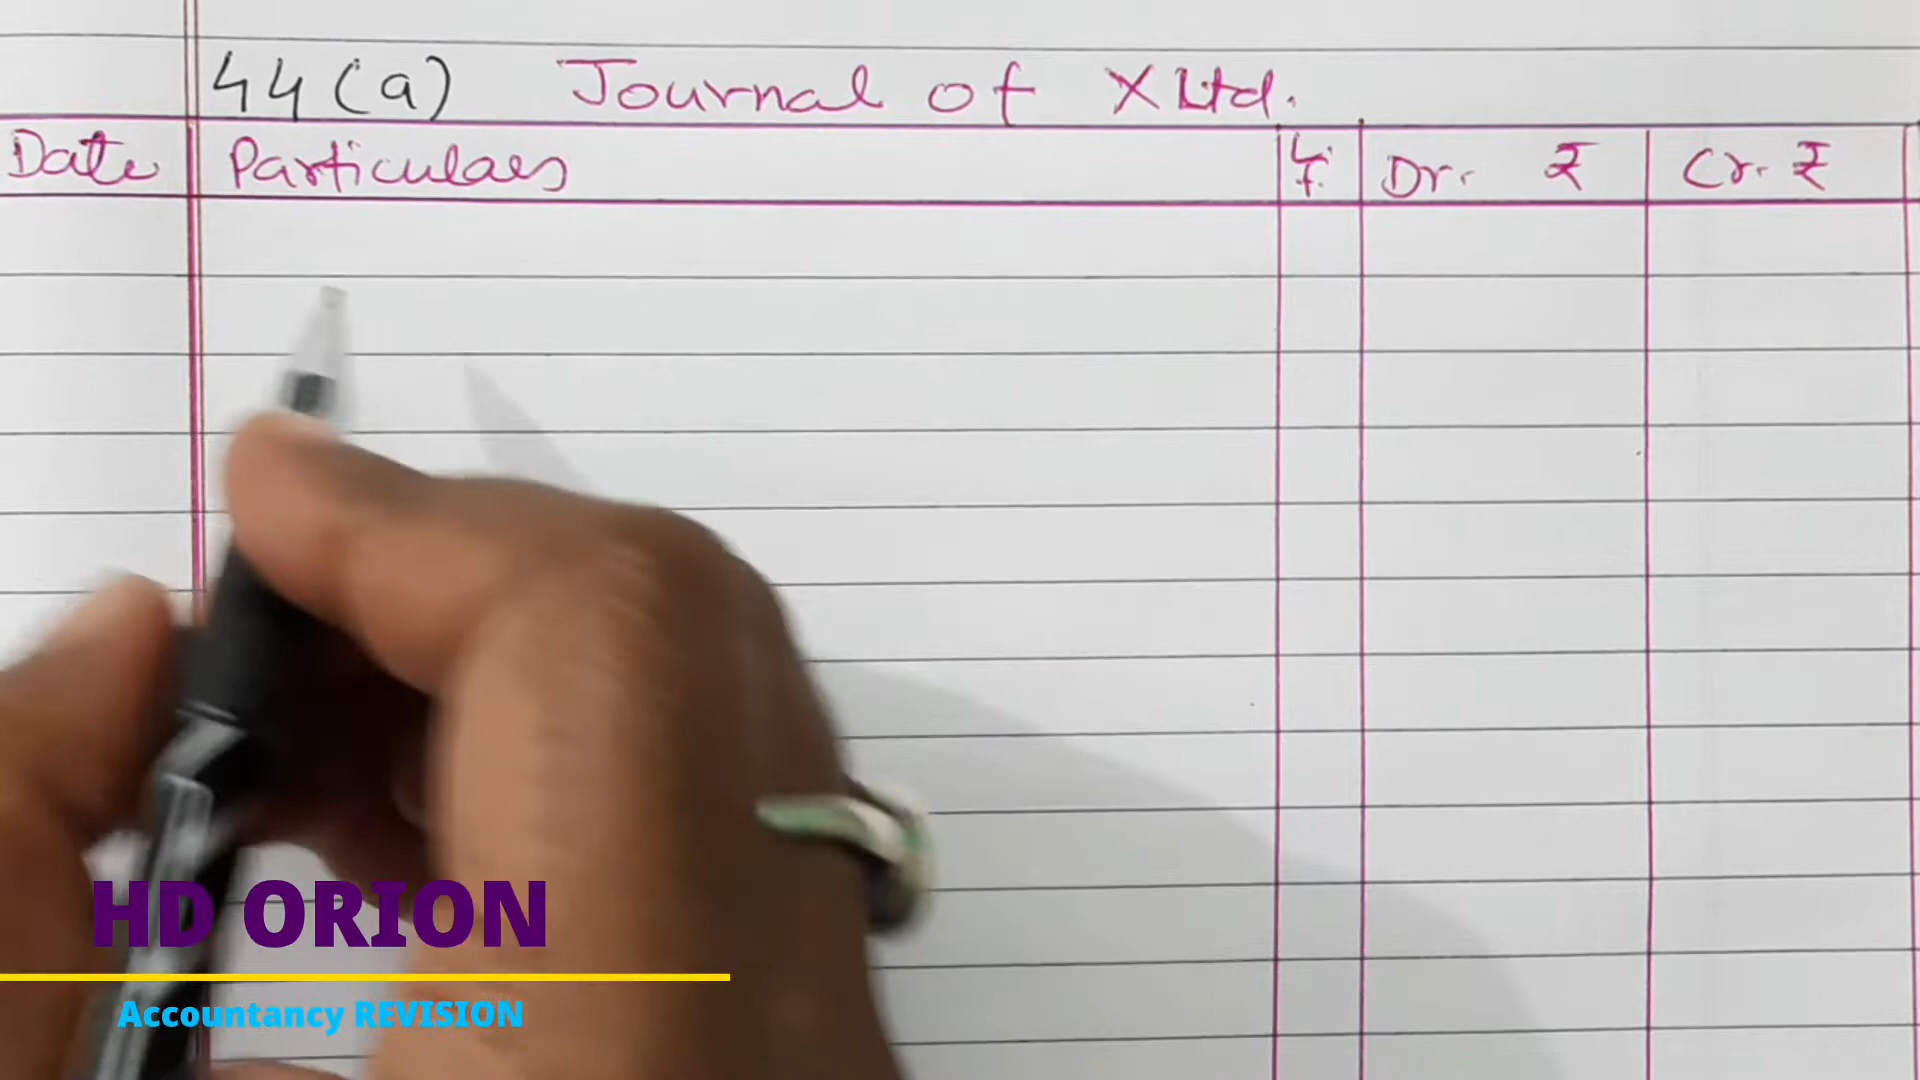 44(a) Journal of X Ltd.
Date Particulars L.F. Dr. ₹ Cr. ₹
HD ORION
Accountancy REVISION